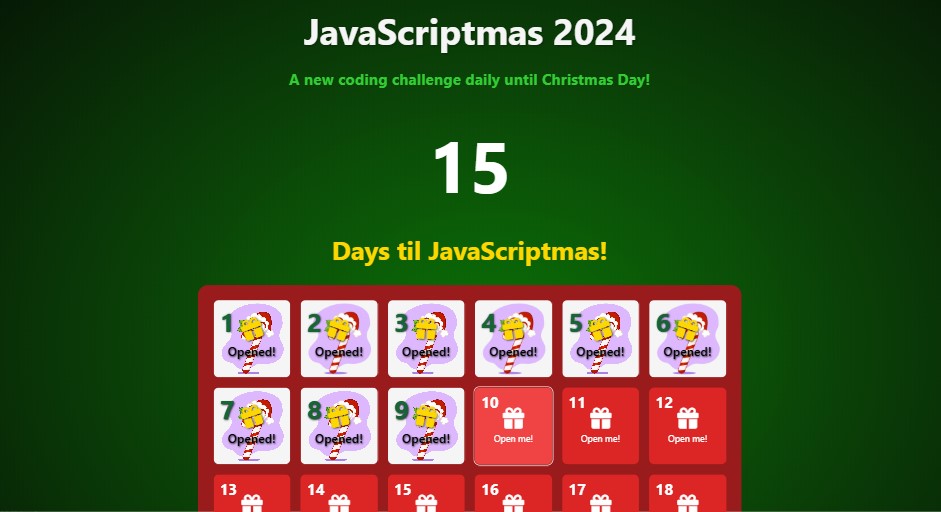 JavaScriptmas 2024
A new coding challenge daily until Christmas Day!
15
Days til JavaScriptmas!
1
Opened!
2
Opened!
3
Opened!
4
Opened!
5
Opened!
6
Opened!
7
Opened!
8
Opened!
9
Opened!
10
Open me!
11
Open me!
12
Open me!
13
14
15
16
17
18